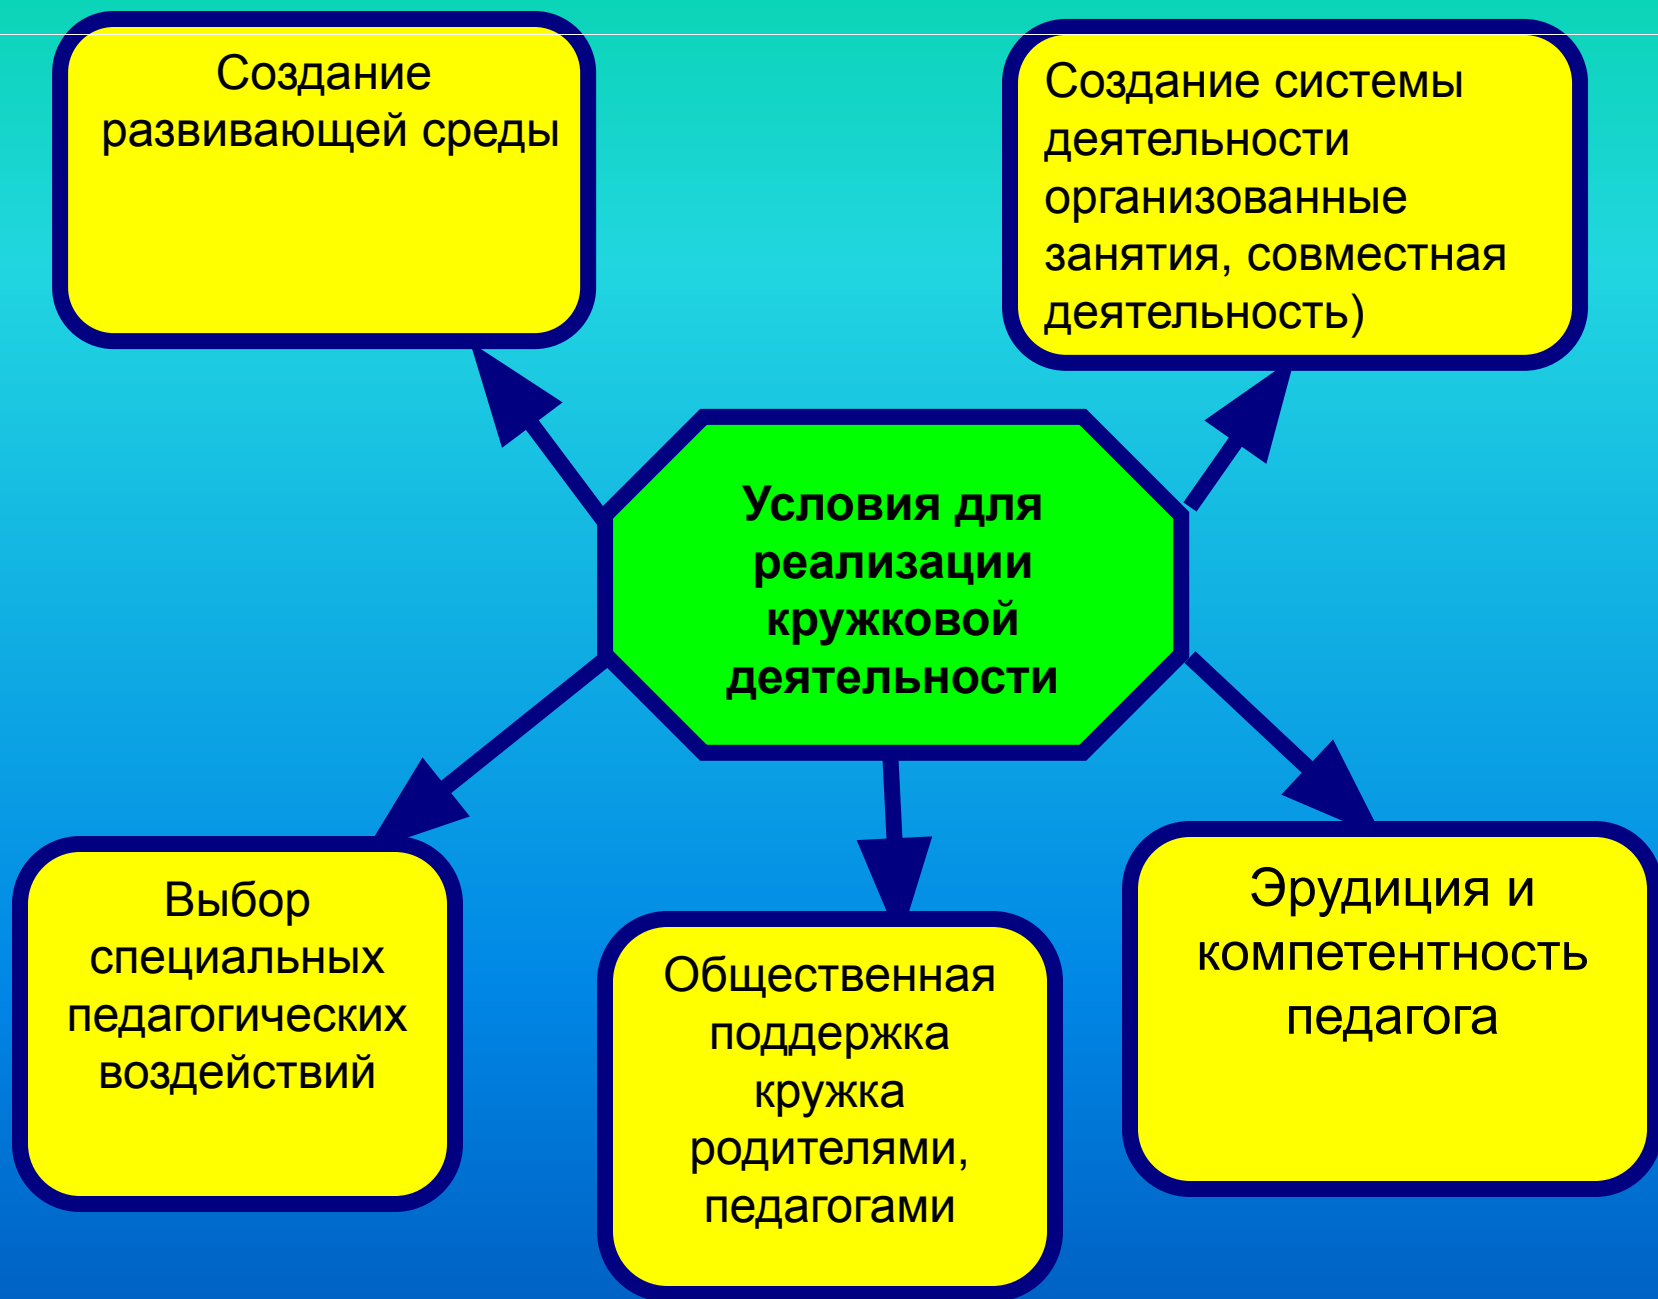 Создание
развивающей среды
Создание системы
деятельности
организованные
занятия, совместная
деятельность)
Условия для
реализации
кружковой
деятельности
Выбор
специальных
педагогических
воздействий
Общественная
поддержка
кружка
родителями,
педагогами
Эрудиция и
компетентность
педагога